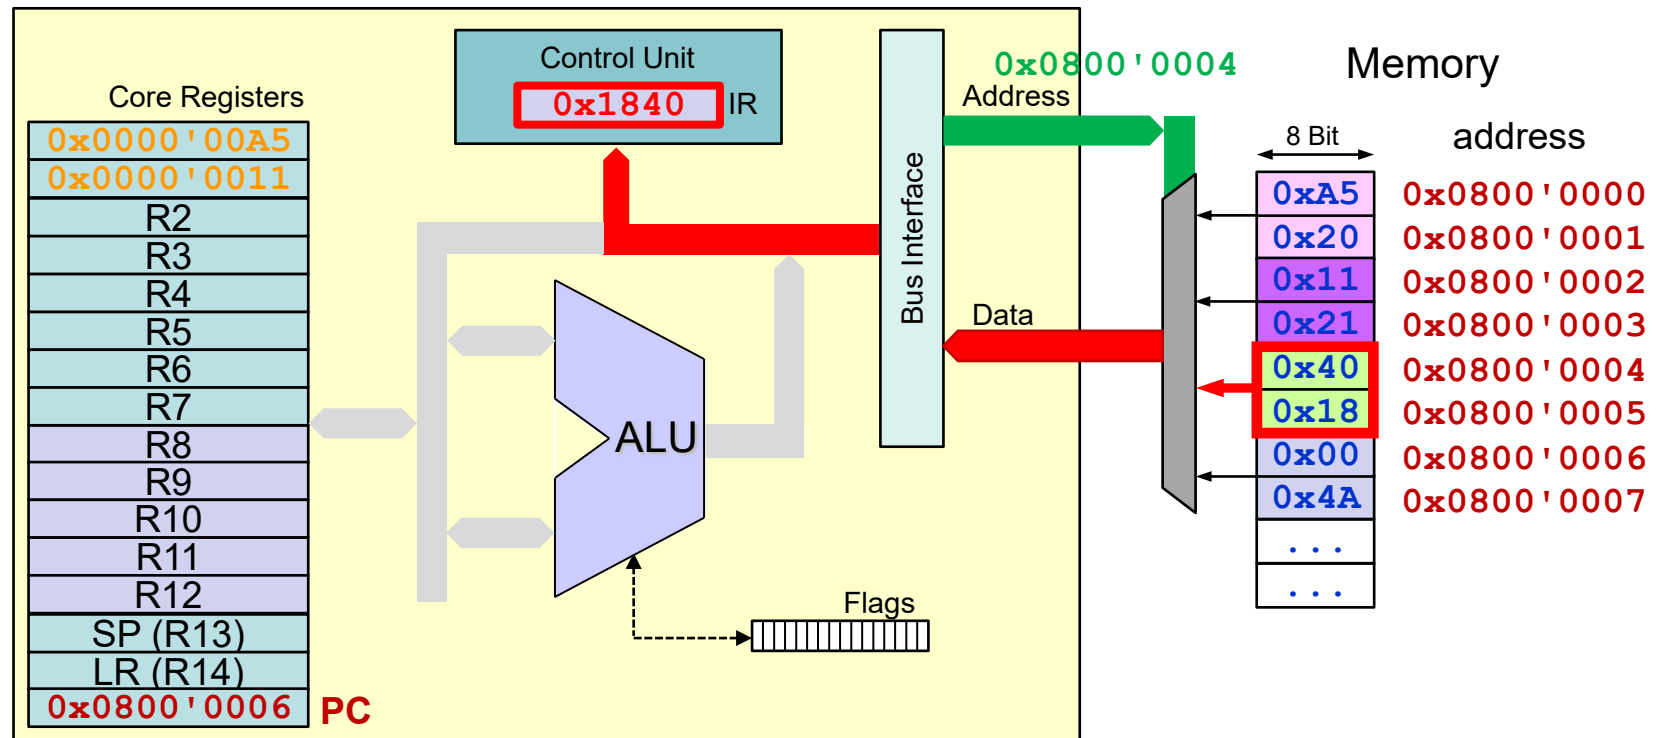 Control Unit
0x1840 IR
Core Registers
0x0000'00A5
0x0000'0011
R2
R3
R4
R5
R6
R7
R8
R9
R10
R11
R12
SP (R13)
LR (R14)
0x0800'0006 PC
ALU
Flags
Bus Interface
0x0800'0004
Address
Data
Memory
8 Bit address
0xA5 0x0800'0000
0x20 0x0800'0001
0x11 0x0800'0002
0x21 0x0800'0003
0x40 0x0800'0004
0x18 0x0800'0005
0x00 0x0800'0006
0x4A 0x0800'0007
...
...